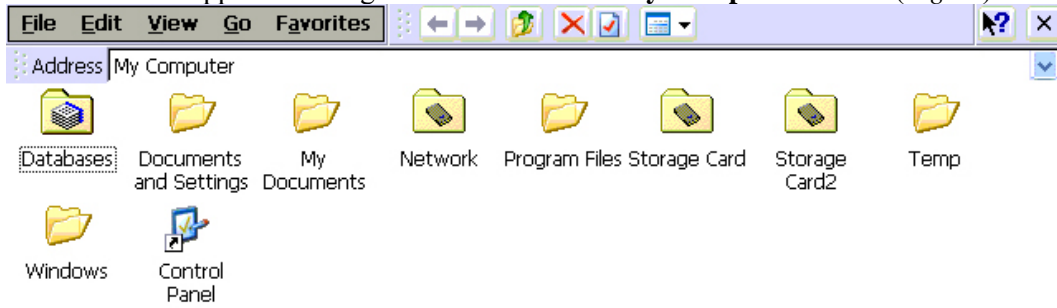 File Edit View Go Favorites
Address My Computer
Databases Documents and Settings My Documents Network Program Files Storage Card Storage Card2 Temp
Windows Control Panel